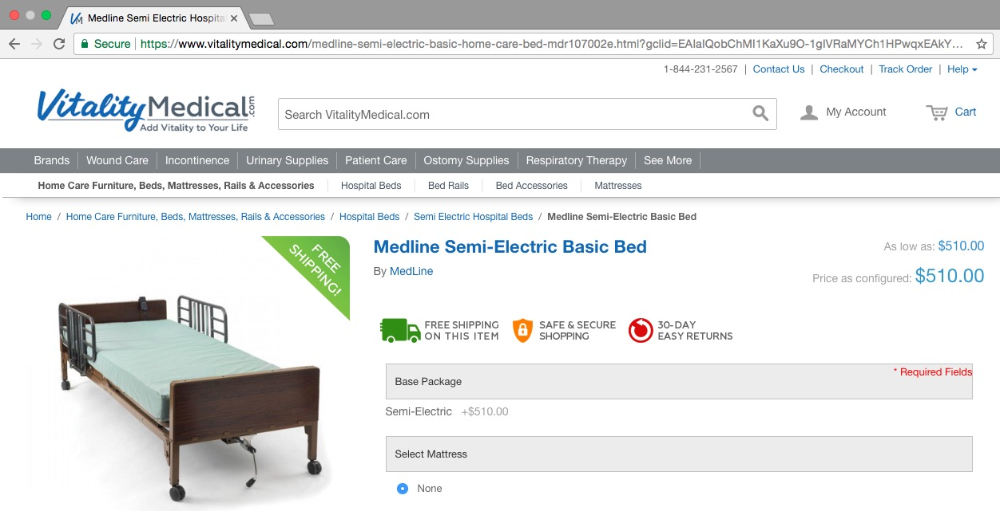 Medline Semi Electric Hospita
Secure https://www.vitalitymedical.com/medline-semi-electric-basic-home-care-bed-mdr107002e.html?gclid=EAIaIQobChMI1KaXu9O-1gIVRaMYCh1HPwqxEAkY...
1-844-231-2567 | Contact Us | Checkout | Track Order | Help
VitalityMedical.com
Add Vitality to Your Life
Search VitalityMedical.com
My Account
Cart
Brands Wound Care Incontinence Urinary Supplies Patient Care Ostomy Supplies Respiratory Therapy See More
Home Care Furniture, Beds, Mattresses, Rails & Accessories Hospital Beds Bed Rails Bed Accessories Mattresses
Home / Home Care Furniture, Beds, Mattresses, Rails & Accessories / Hospital Beds / Semi Electric Hospital Beds / Medline Semi-Electric Basic Bed
FREE
SHIPPING!
Medline Semi-Electric Basic Bed
As low as: $510.00
By MedLine
Price as configured: $510.00
FREE SHIPPING
ON THIS ITEM
SAFE & SECURE
SHOPPING
30-DAY
EASY RETURNS
* Required Fields
Base Package
Semi-Electric +$510.00
Select Mattress
None